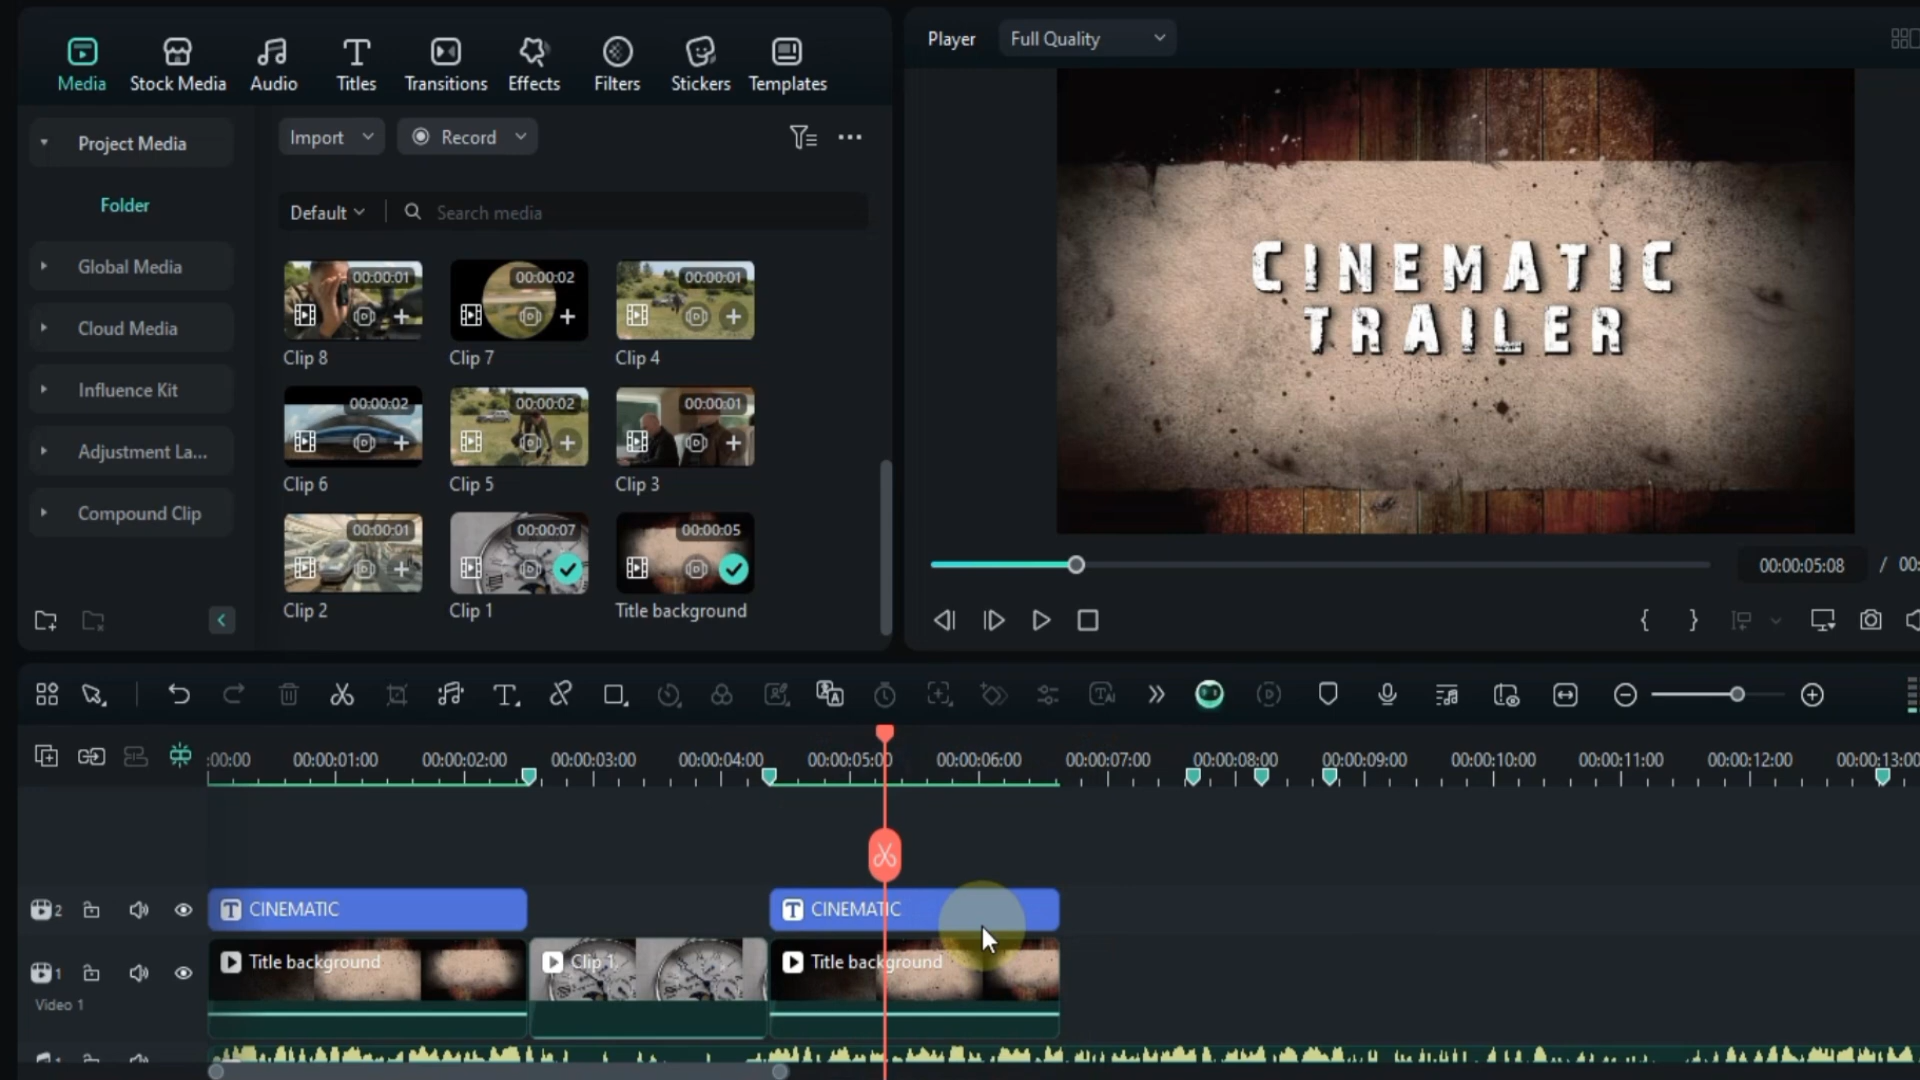 Media
Stock Media
Audio
Titles
Transitions
Effects
Filters
Stickers
Templates
Player
Full Quality
Project Media
Folder
Global Media
Cloud Media
Influence Kit
Adjustment La...
Compound Clip
Import
Record
Default
Search media
00:00:01
00:00:02
00:00:01
Clip 8
Clip 7
Clip 4
00:00:02
00:00:02
00:00:01
Clip 6
Clip 5
Clip 3
00:00:01
00:00:07
00:00:05
Clip 2
Clip 1
Title background
CINEMATIC
TRAILER
00:00:05:08 / 00:
:00:00
00:00:01:00
00:00:02:00
00:00:03:00
00:00:04:00
00:00:05:00
00:00:06:00
00:00:07:00
00:00:08:00
00:00:09:00
00:00:10:00
00:00:11:00
00:00:12:00
00:00:13:00
2
CINEMATIC
CINEMATIC
1
Title background
Clip 1
Title background
Video 1